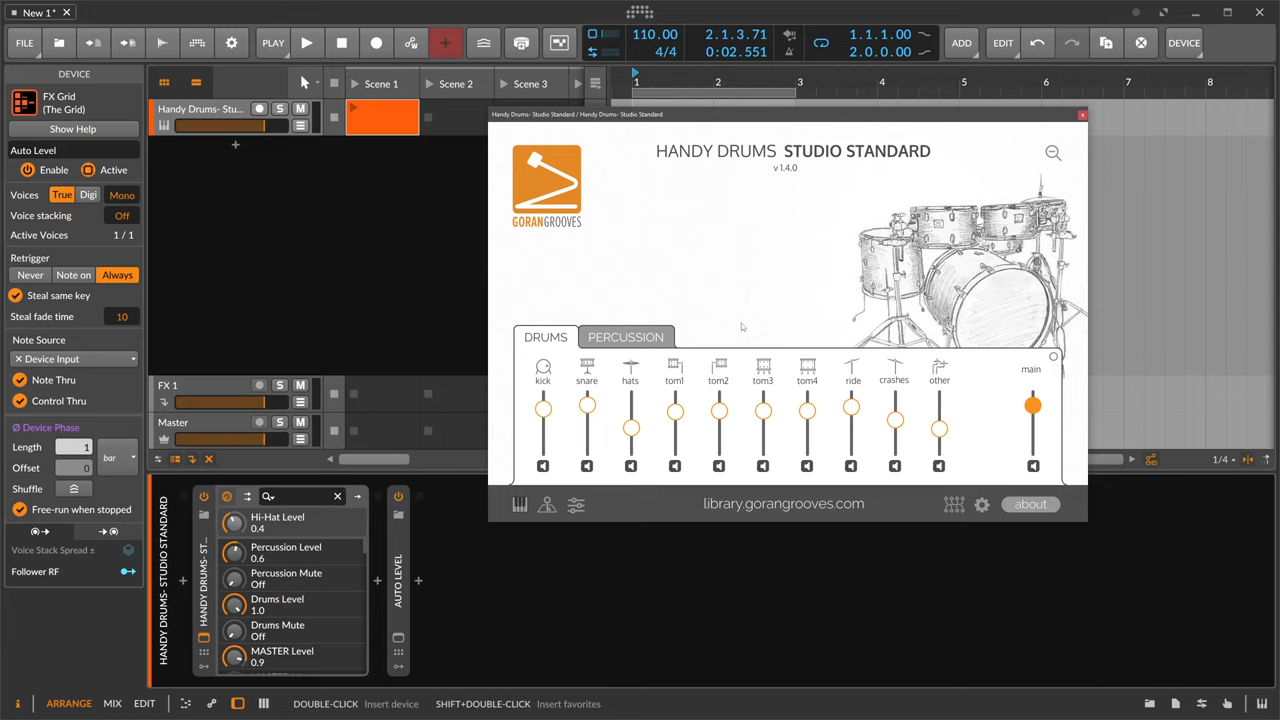 New 1*
FILE
PLAY
110.00
4/4
2.1.3.71
0:02.551
1.1.1.00
2.0.0.00
ADD
EDIT
DEVICE
DEVICE
FX Grid
(The Grid)
Show Help
Auto Level
Enable
Active
Voices
True
Digi
Mono
Voice stacking
Off
Active Voices
1 / 1
Retrigger
Never
Note on
Always
Steal same key
Steal fade time
10
Note Source
× Device Input
Note Thru
Control Thru
Ø Device Phase
Length
1
bar
Offset
0
Shuffle
Free-run when stopped
Voice Stack Spread ±
Follower RF
Scene 1
Scene 2
Scene 3
1
2
3
4
5
6
7
8
Handy Drums- Stu...
S
M
FX 1
S
M
Master
S
M
1/4
Handy Drums- Studio Standard / Handy Drums- Studio Standard
HANDY DRUMS STUDIO STANDARD
v 1.4.0
GORANGROOVES
DRUMS
PERCUSSION
kick
snare
hats
tom1
tom2
tom3
tom4
ride
crashes
other
main
library.gorangrooves.com
about
HANDY DRUMS- STUDIO STANDARD
HANDY DRUMS- ST...
Hi-Hat Level
0.4
Percussion Level
0.6
Percussion Mute
Off
Drums Level
1.0
Drums Mute
Off
MASTER Level
0.9
AUTO LEVEL
i
ARRANGE
MIX
EDIT
DOUBLE-CLICK
Insert device
SHIFT+DOUBLE-CLICK
Insert favorites